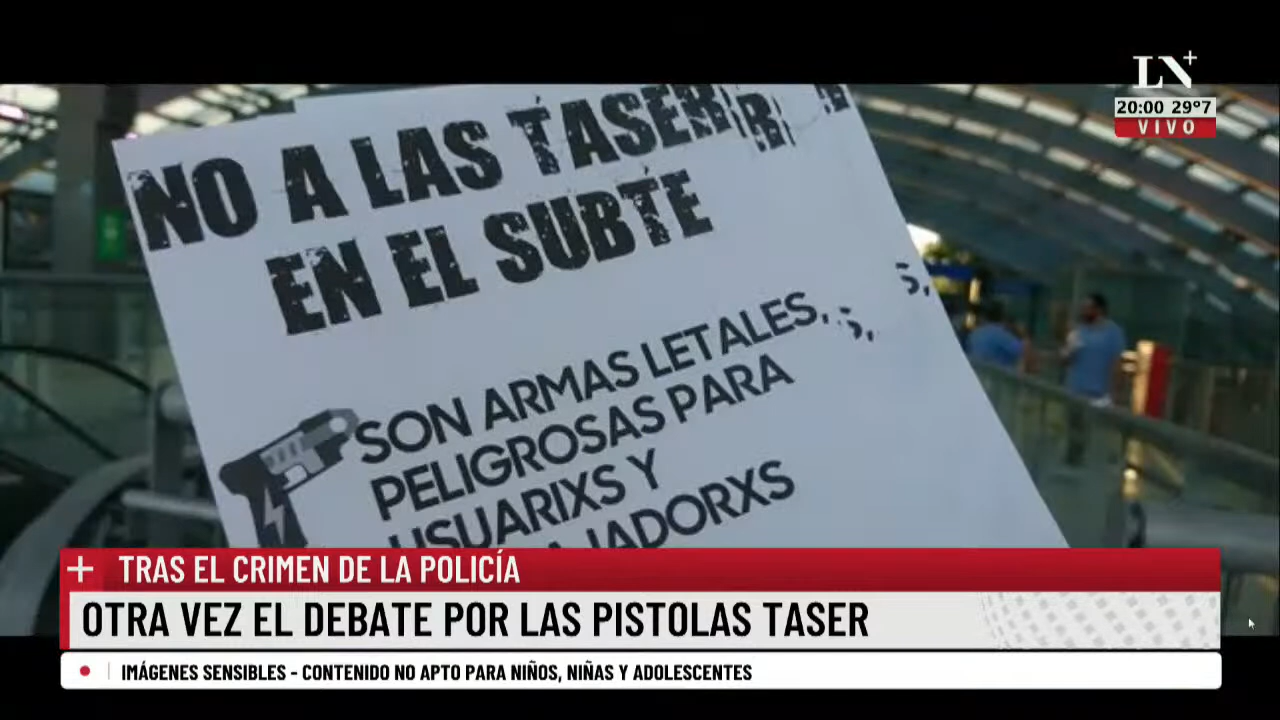 LN+
20:00 29°7
VIVO
NO A LAS TASER
EN EL SUBTE
SON ARMAS LETALES,
PELIGROSAS PARA
USUARIXS Y
TRAS EL CRIMEN DE LA POLICÍA
OTRA VEZ EL DEBATE POR LAS PISTOLAS TASER
IMÁGENES SENSIBLES - CONTENIDO NO APTO PARA NIÑOS, NIÑAS Y ADOLESCENTES